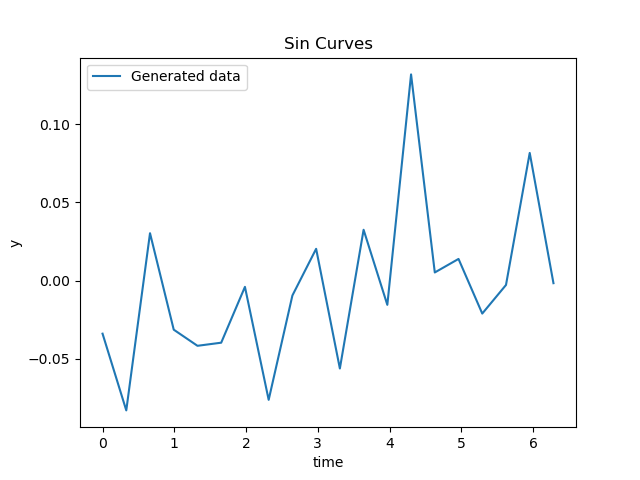 Sin Curves
Generated data
y
0.10
0.05
0.00
−0.05
0 1 2 3 4 5 6
time